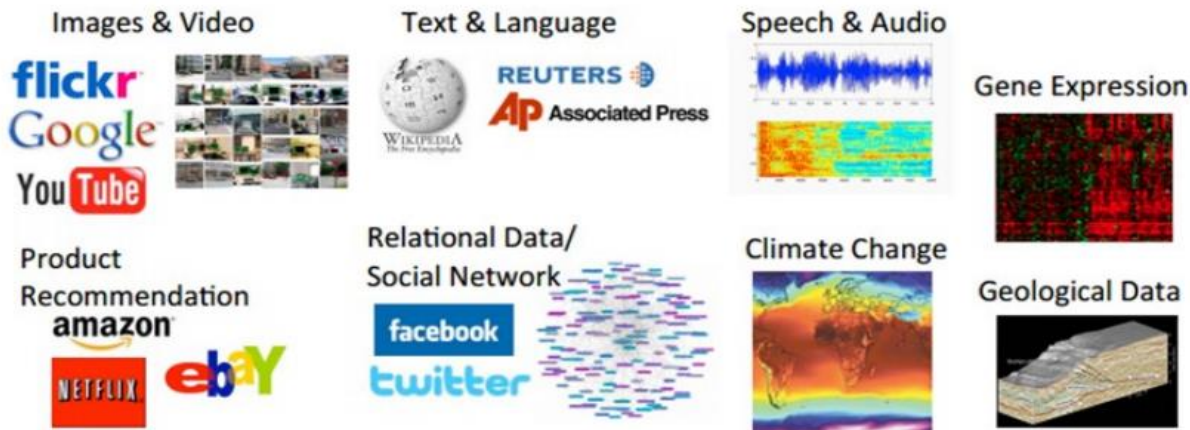 Images & Video
Text & Language
Speech & Audio
Gene Expression
flickr
Google
You Tube
WIKIPEDIA
The Free Encyclopedia
REUTERS
AP Associated Press
Product
Recommendation
amazon
NETFLIX
ebaY
Relational Data/
Social Network
facebook
twitter
Climate Change
Geological Data